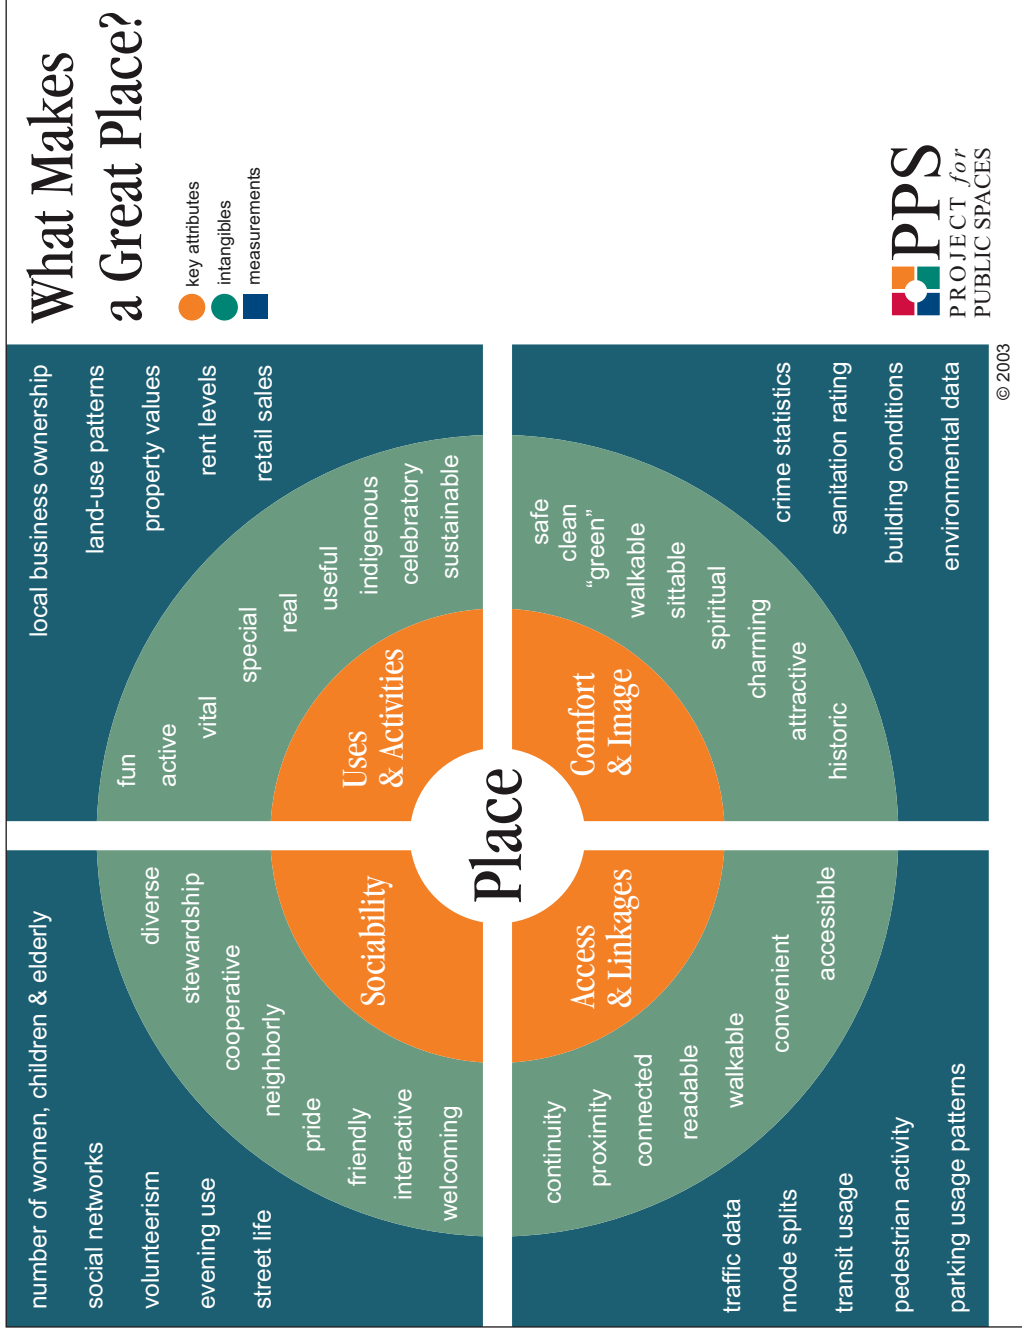 What Makes
a Great Place?
key attributes
intangibles
measurements
number of women, children & elderly
social networks
volunteerism
evening use
street life
diverse
stewardship
cooperative
neighborly
pride
friendly
interactive
welcoming
Sociability
local business ownership
land-use patterns
property values
rent levels
retail sales
fun
active
vital
special
real
useful
indigenous
celebratory
sustainable
Uses
& Activities
Place
Access
& Linkages
continuity
proximity
connected
readable
walkable
convenient
accessible
traffic data
mode splits
transit usage
pedestrian activity
parking usage patterns
Comfort
& Image
safe
clean
“green”
walkable
sittable
spiritual
charming
attractive
historic
crime statistics
sanitation rating
building conditions
environmental data
PPS
PROJECT for
PUBLIC SPACES
© 2003